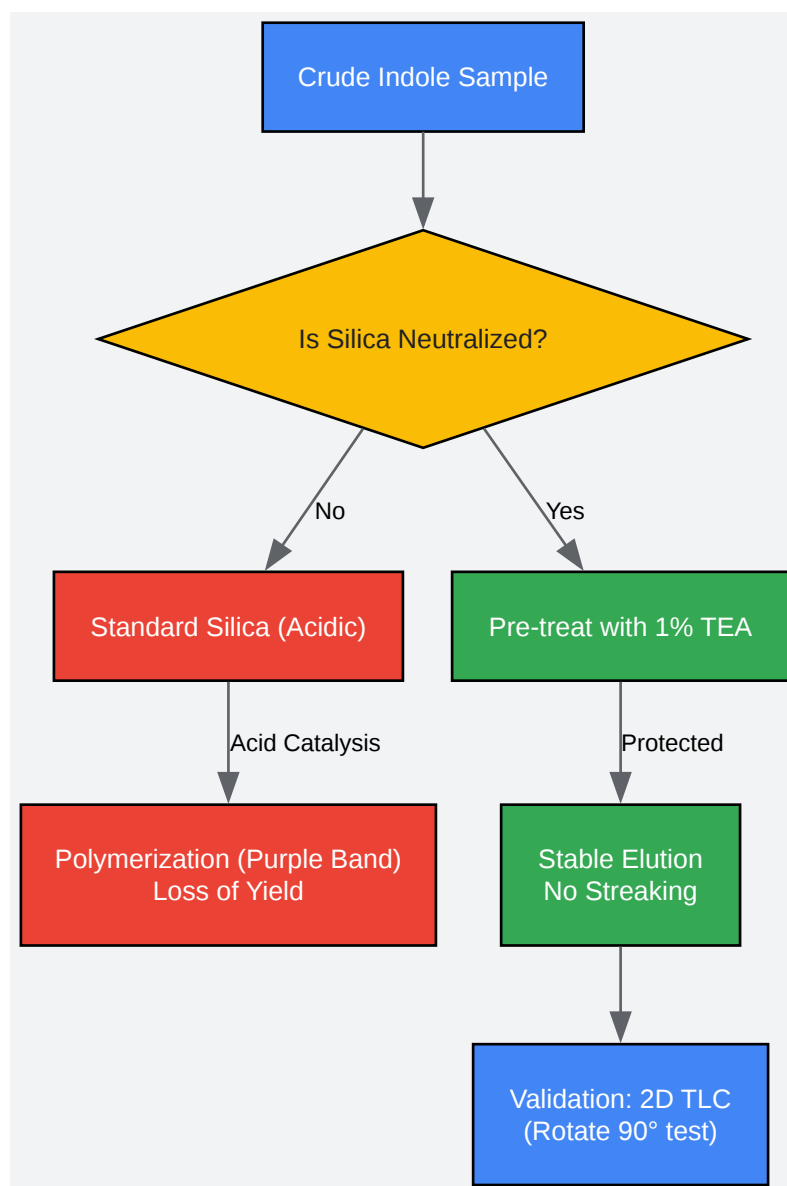 Crude Indole Sample
Is Silica Neutralized?
No
Yes
Standard Silica (Acidic)
Pre-treat with 1% TEA
Acid Catalysis
Protected
Polymerization (Purple Band)
Loss of Yield
Stable Elution
No Streaking
Validation: 2D TLC
(Rotate 90° test)